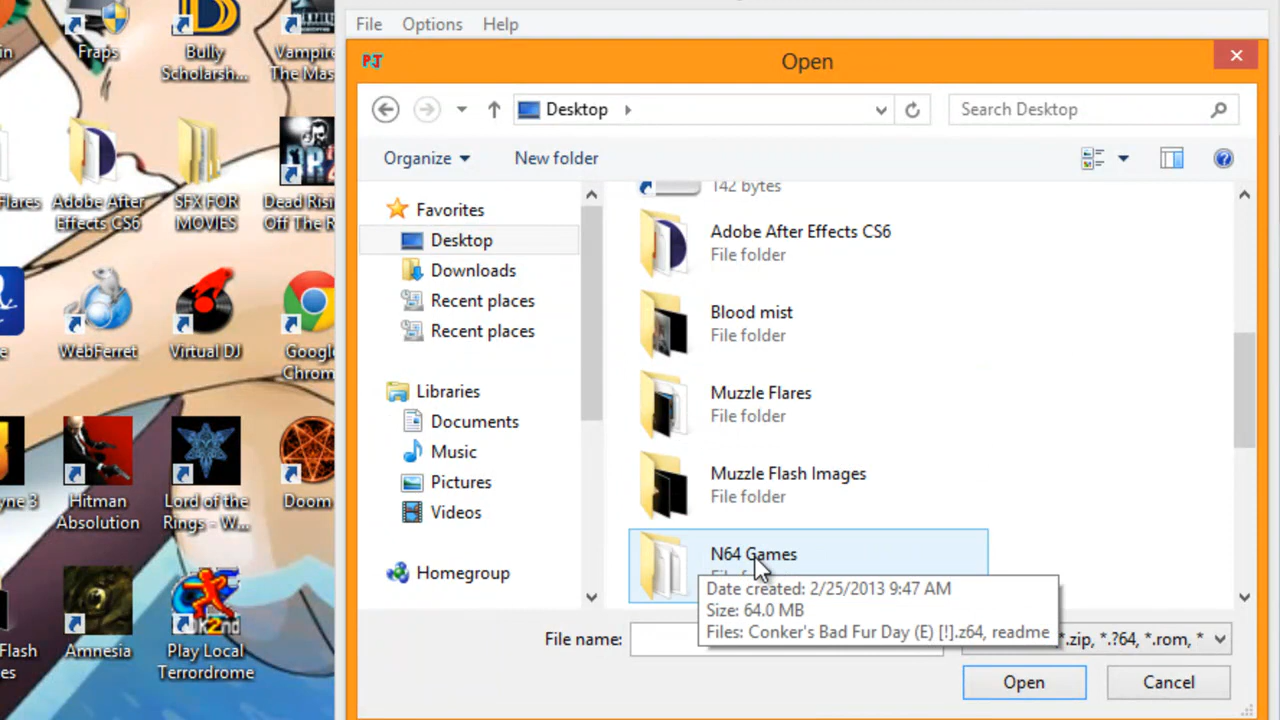 File Options Help
PJ Open
Desktop
Search Desktop
Organize New folder
Favorites
Desktop
Downloads
Recent places
Recent places
Libraries
Documents
Music
Pictures
Videos
Homegroup
142 bytes
Adobe After Effects CS6
File folder
Blood mist
File folder
Muzzle Flares
File folder
Muzzle Flash Images
File folder
N64 Games
Date created: 2/25/2013 9:47 AM
Size: 64.0 MB
Files: Conker's Bad Fur Day (E) [!].z64, readme
File name:
*.zip, *.?64, *.rom, *
Open Cancel
Fraps
Bully
Scholarsh...
Vampire
The Mas
Flares
Adobe After
Effects CS6
SFX FOR
MOVIES
Dead Risi
Off The R
WebFerret
Virtual DJ
Google
Chrom
yne 3
Hitman
Absolution
Lord of the
Rings - W...
Doom
Flash
es
Amnesia
Play Local
Terrordrome